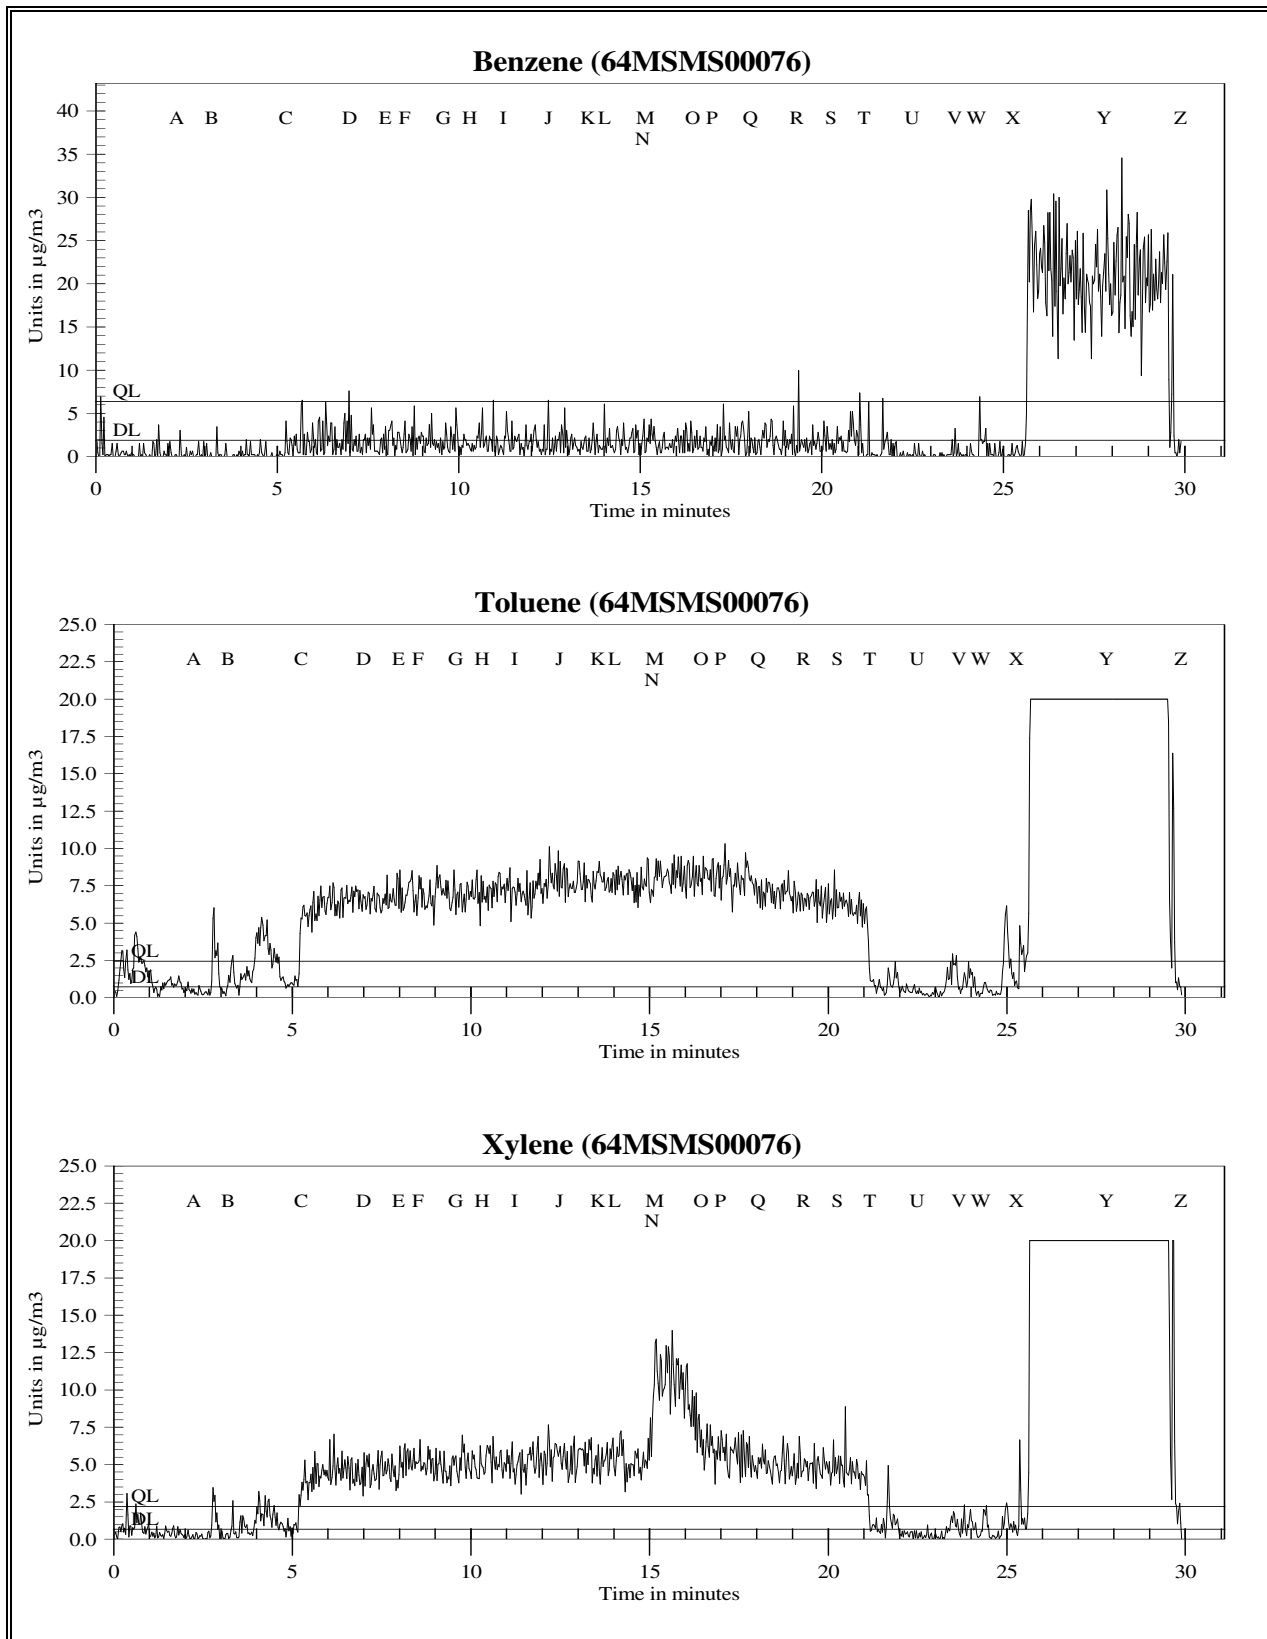 Benzene (64MSMS00076)
A B C D E F G H I J K L M O P Q R S T U V W X Y Z
N
40
35
30
25
20
15
10
5
0
Units in µg/m3
QL
DL
0 5 10 15 20 25 30
Time in minutes
Toluene (64MSMS00076)
A B C D E F G H I J K L M O P Q R S T U V W X Y Z
N
25.0
22.5
20.0
17.5
15.0
12.5
10.0
7.5
5.0
2.5
0.0
Units in µg/m3
QL
DL
0 5 10 15 20 25 30
Time in minutes
Xylene (64MSMS00076)
A B C D E F G H I J K L M O P Q R S T U V W X Y Z
N
25.0
22.5
20.0
17.5
15.0
12.5
10.0
7.5
5.0
2.5
0.0
Units in µg/m3
QL
DL
0 5 10 15 20 25 30
Time in minutes